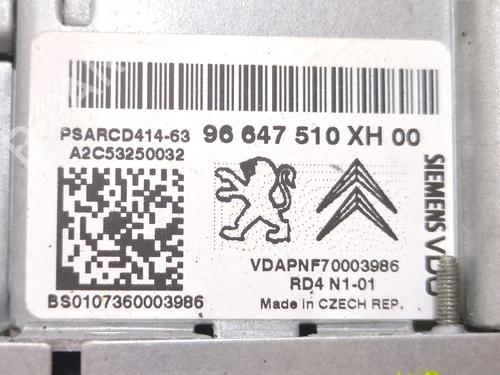 PSARCD414-63 96 647 510 XH 00
A2C53250032
SIEMENS VDO
VDAPNF70003986
RD4 N1-01
BS0107360003986
Made in CZECH REP.